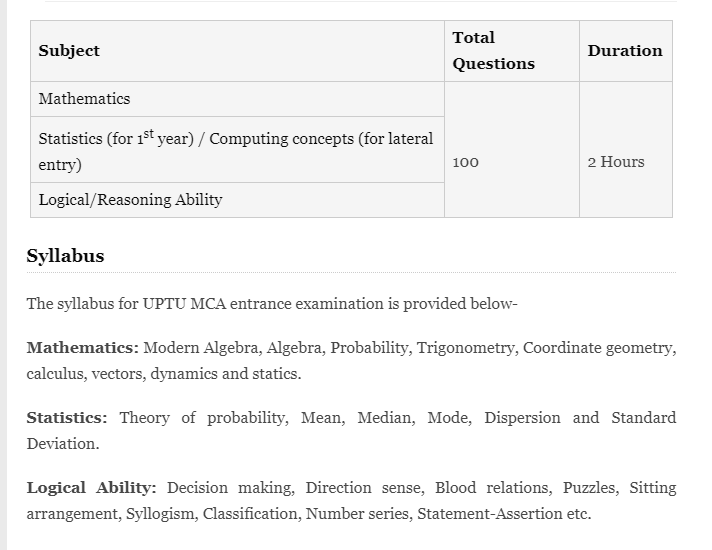 Subject
Total
Questions
Duration
Mathematics
Statistics (for 1st year) / Computing concepts (for lateral
entry)
Logical/Reasoning Ability
100
2 Hours
Syllabus
The syllabus for UPTU MCA entrance examination is provided below-
Mathematics: Modern Algebra, Algebra, Probability, Trigonometry, Coordinate geometry,
calculus, vectors, dynamics and statics.
Statistics: Theory of probability, Mean, Median, Mode, Dispersion and Standard
Deviation.
Logical Ability: Decision making, Direction sense, Blood relations, Puzzles, Sitting
arrangement, Syllogism, Classification, Number series, Statement-Assertion etc.